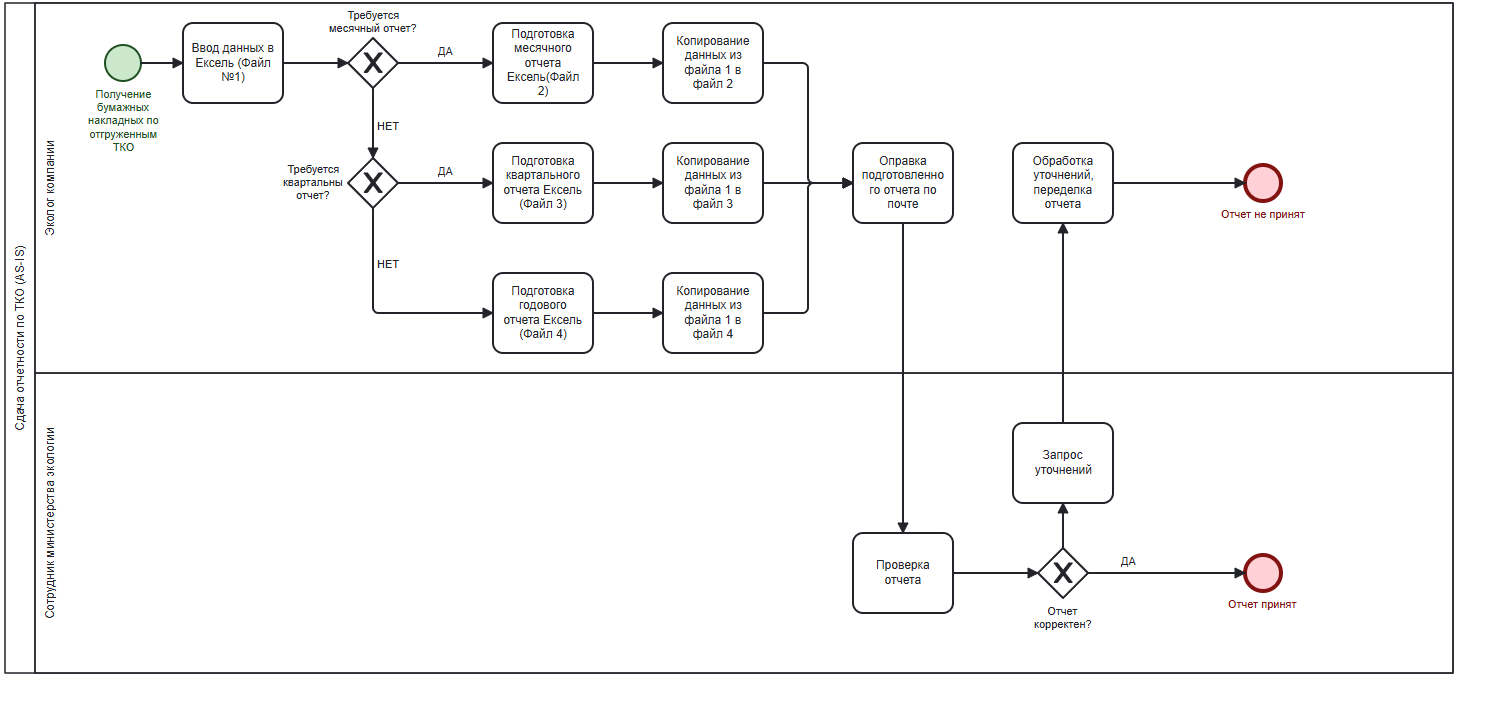 Сдача отчетности по ТКО (AS-IS)
Эколог компании
Получение
бумажных
накладных по
отгруженным
ТКО
Ввод данных в
Ексель (Файл
№1)
Требуется
месячный отчет?
ДА
НЕТ
Подготовка
месячного
отчета
Ексель(Файл
2)
Копирование
данных из
файла 1 в
файл 2
Требуется
квартальны
отчет?
ДА
НЕТ
Подготовка
квартального
отчета Ексель
(Файл 3)
Копирование
данных из
файла 1 в
файл 3
Подготовка
годового
отчета Ексель
(Файл 4)
Копирование
данных из
файла 1 в
файл 4
Оправка
подготовленно
го отчета по
почте
Обработка
уточнений,
переделка
отчета
Отчет не принят
Сотрудник министерства экологии
Проверка
отчета
Отчет
корректен?
Запрос
уточнений
ДА
Отчет принят